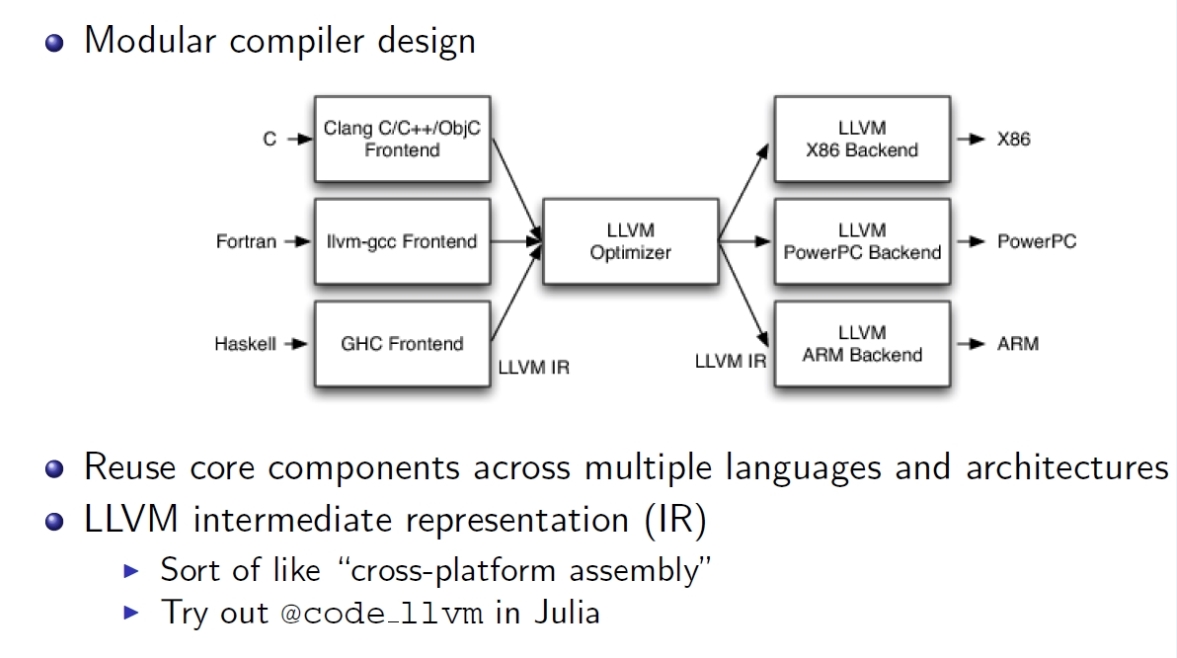 Modular compiler design
C
Clang C/C++/ObjC
Frontend
LLVM
X86 Backend
X86
Fortran
llvm-gcc Frontend
LLVM
Optimizer
LLVM
PowerPC Backend
PowerPC
Haskell
GHC Frontend
LLVM IR
LLVM IR
LLVM
ARM Backend
ARM
Reuse core components across multiple languages and architectures
LLVM intermediate representation (IR)
Sort of like “cross-platform assembly”
Try out @code_llvm in Julia